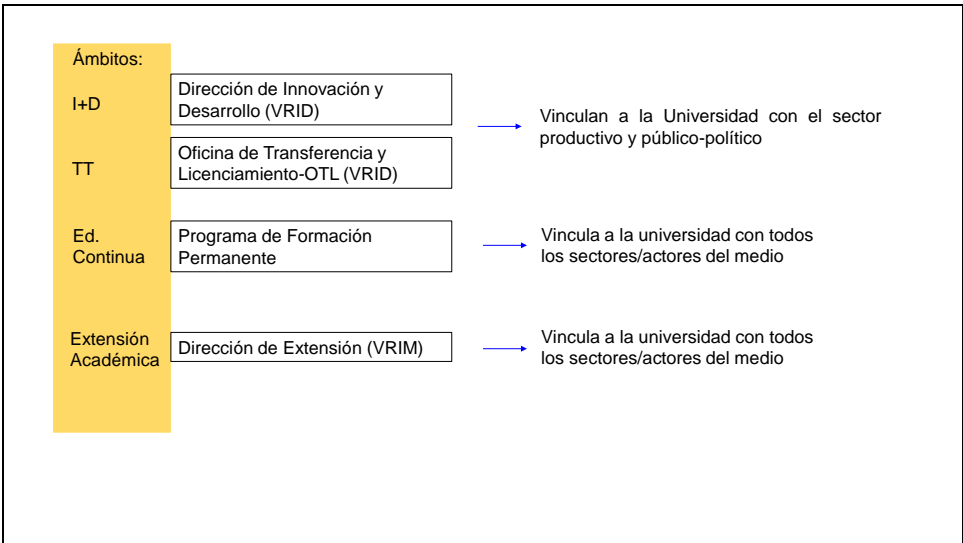 Ámbitos:
I+D
Dirección de Innovación y
Desarrollo (VRID)
Vinculan a la Universidad con el sector
productivo y público-político
TT
Oficina de Transferencia y
Licenciamiento-OTL (VRID)
Ed.
Continua
Programa de Formación
Permanente
Vincula a la universidad con todos
los sectores/actores del medio
Extensión
Académica
Dirección de Extensión (VRIM)
Vincula a la universidad con todos
los sectores/actores del medio